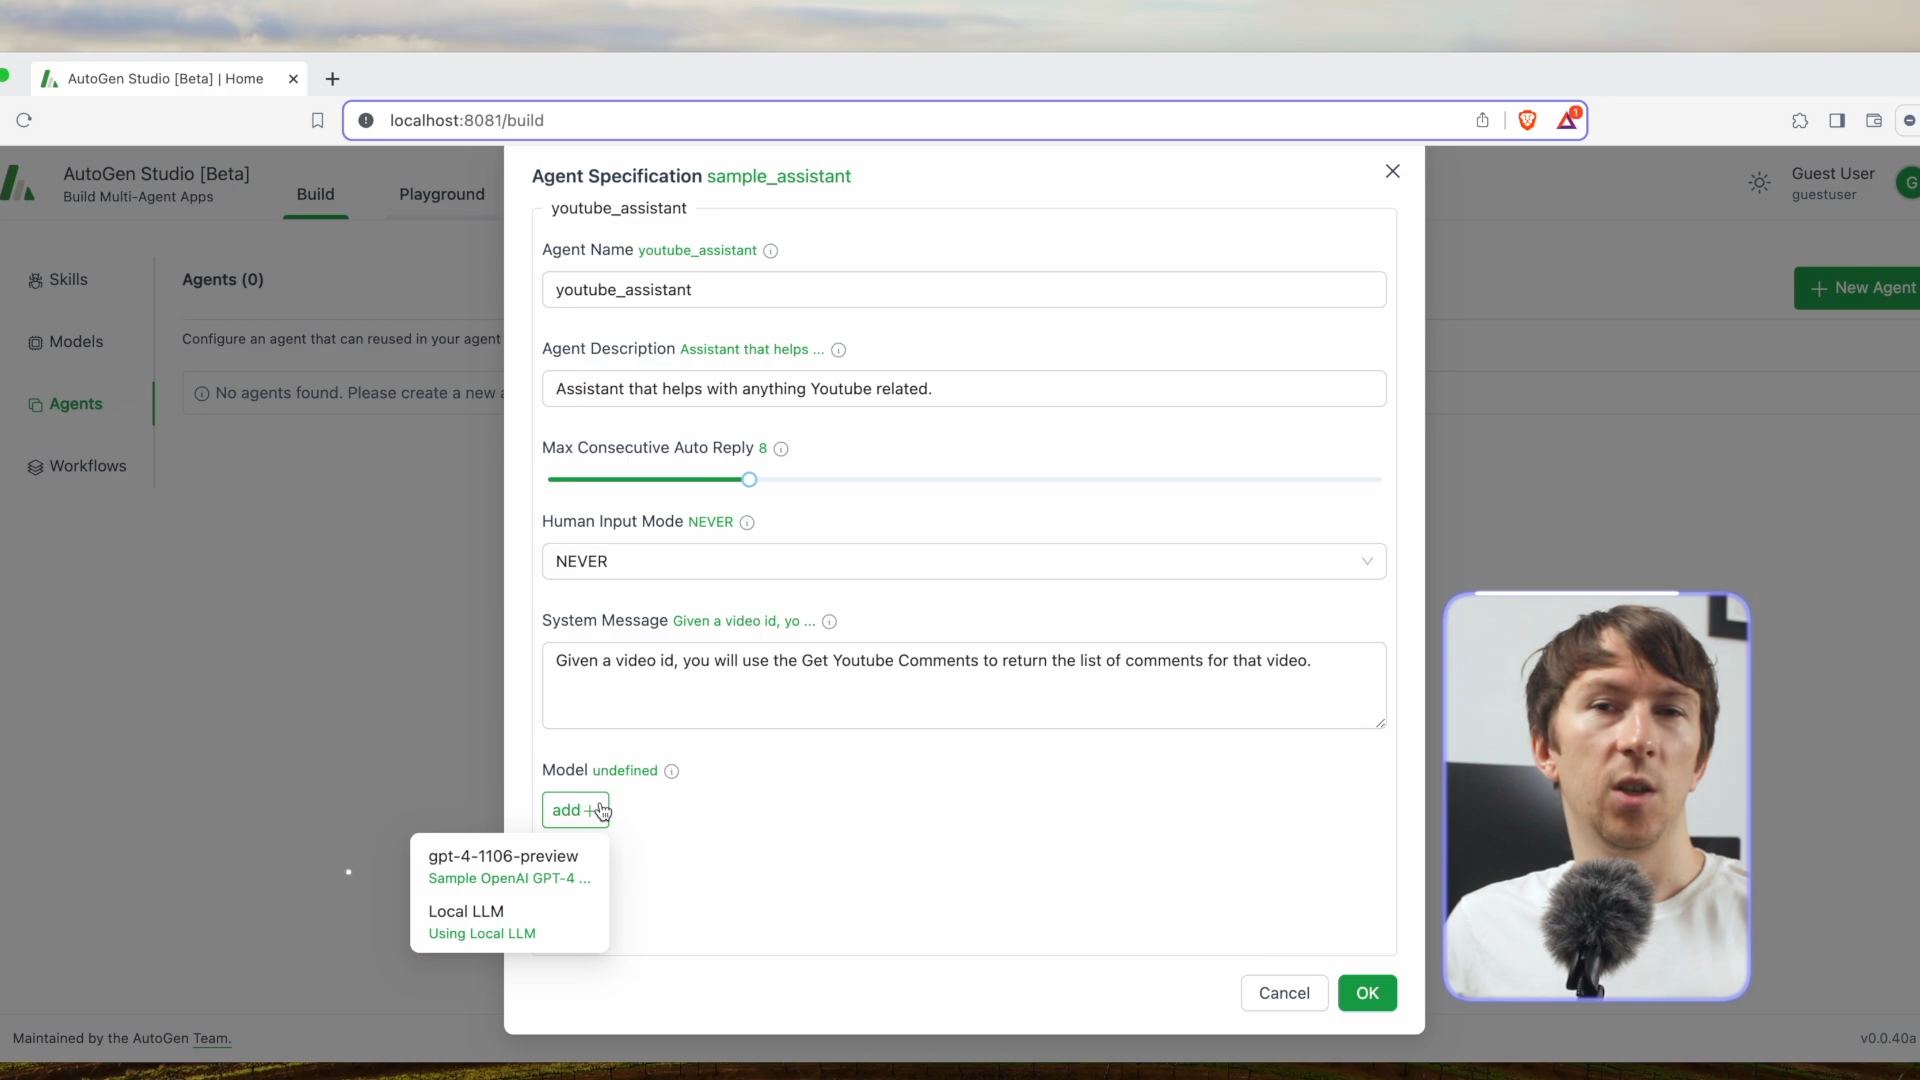 AutoGen Studio [Beta] | Home
localhost:8081/build
1
AutoGen Studio [Beta]
Build Multi-Agent Apps
Build
Playground
Guest User
guestuser
G
Skills
Models
Agents
Workflows
Agents (0)
Configure an agent that can reused in your agent
No agents found. Please create a new a
New Agent
Agent Specification sample_assistant
youtube_assistant
Agent Name youtube_assistant
youtube_assistant
Agent Description Assistant that helps ...
Assistant that helps with anything Youtube related.
Max Consecutive Auto Reply 8
Human Input Mode NEVER
NEVER
System Message Given a video id, yo ...
Given a video id, you will use the Get Youtube Comments to return the list of comments for that video.
Model undefined
add
gpt-4-1106-preview
Sample OpenAI GPT-4 ...
Local LLM
Using Local LLM
Cancel
OK
Maintained by the AutoGen Team.
v0.0.40a